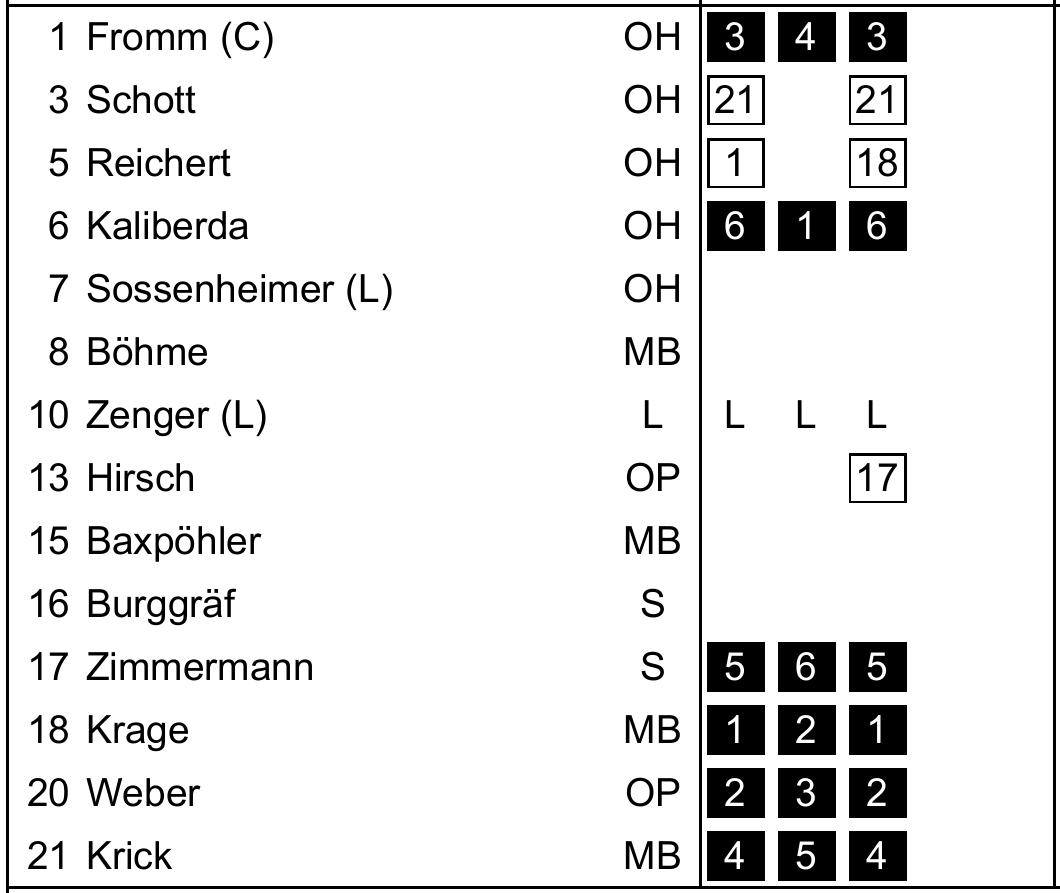 1 Fromm (C) OH 3 4 3
3 Schott OH 21 21
5 Reichert OH 1 18
6 Kaliberda OH 6 1 6
7 Sossenheimer (L) OH
8 Böhme MB
10 Zenger (L) L L L L
13 Hirsch OP 17
15 Baxpöhler MB
16 Burggräf S
17 Zimmermann S 5 6 5
18 Krage MB 1 2 1
20 Weber OP 2 3 2
21 Krick MB 4 5 4